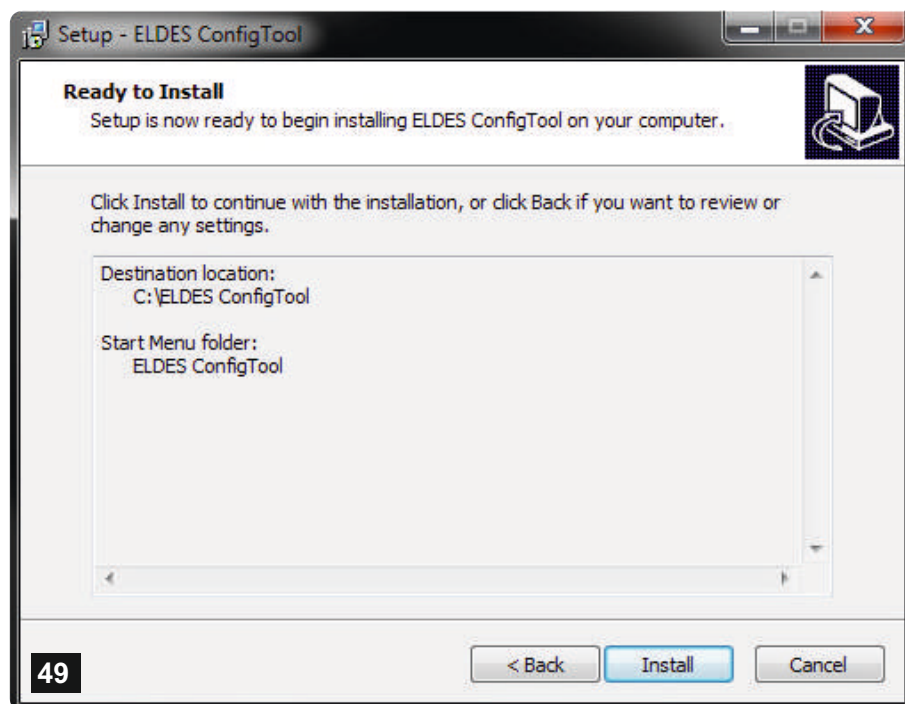 Setup - ELDES ConfigTool
Ready to Install
Setup is now ready to begin installing ELDES ConfigTool on your computer.
Click Install to continue with the installation, or click Back if you want to review or
change any settings.
Destination location:
C:\ELDES ConfigTool
Start Menu folder:
ELDES ConfigTool
49
< Back
Install
Cancel